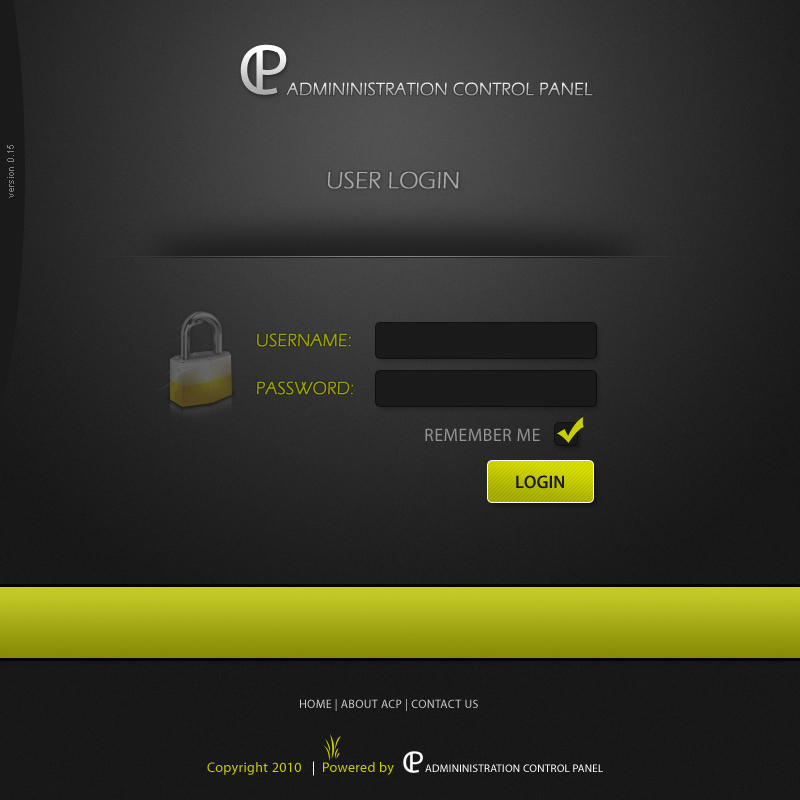 CP ADMININISTRATION CONTROL PANEL
version 0.15
USER LOGIN
USERNAME:
PASSWORD:
REMEMBER ME
LOGIN
HOME | ABOUT ACP | CONTACT US
Copyright 2010 | Powered by CP ADMININISTRATION CONTROL PANEL